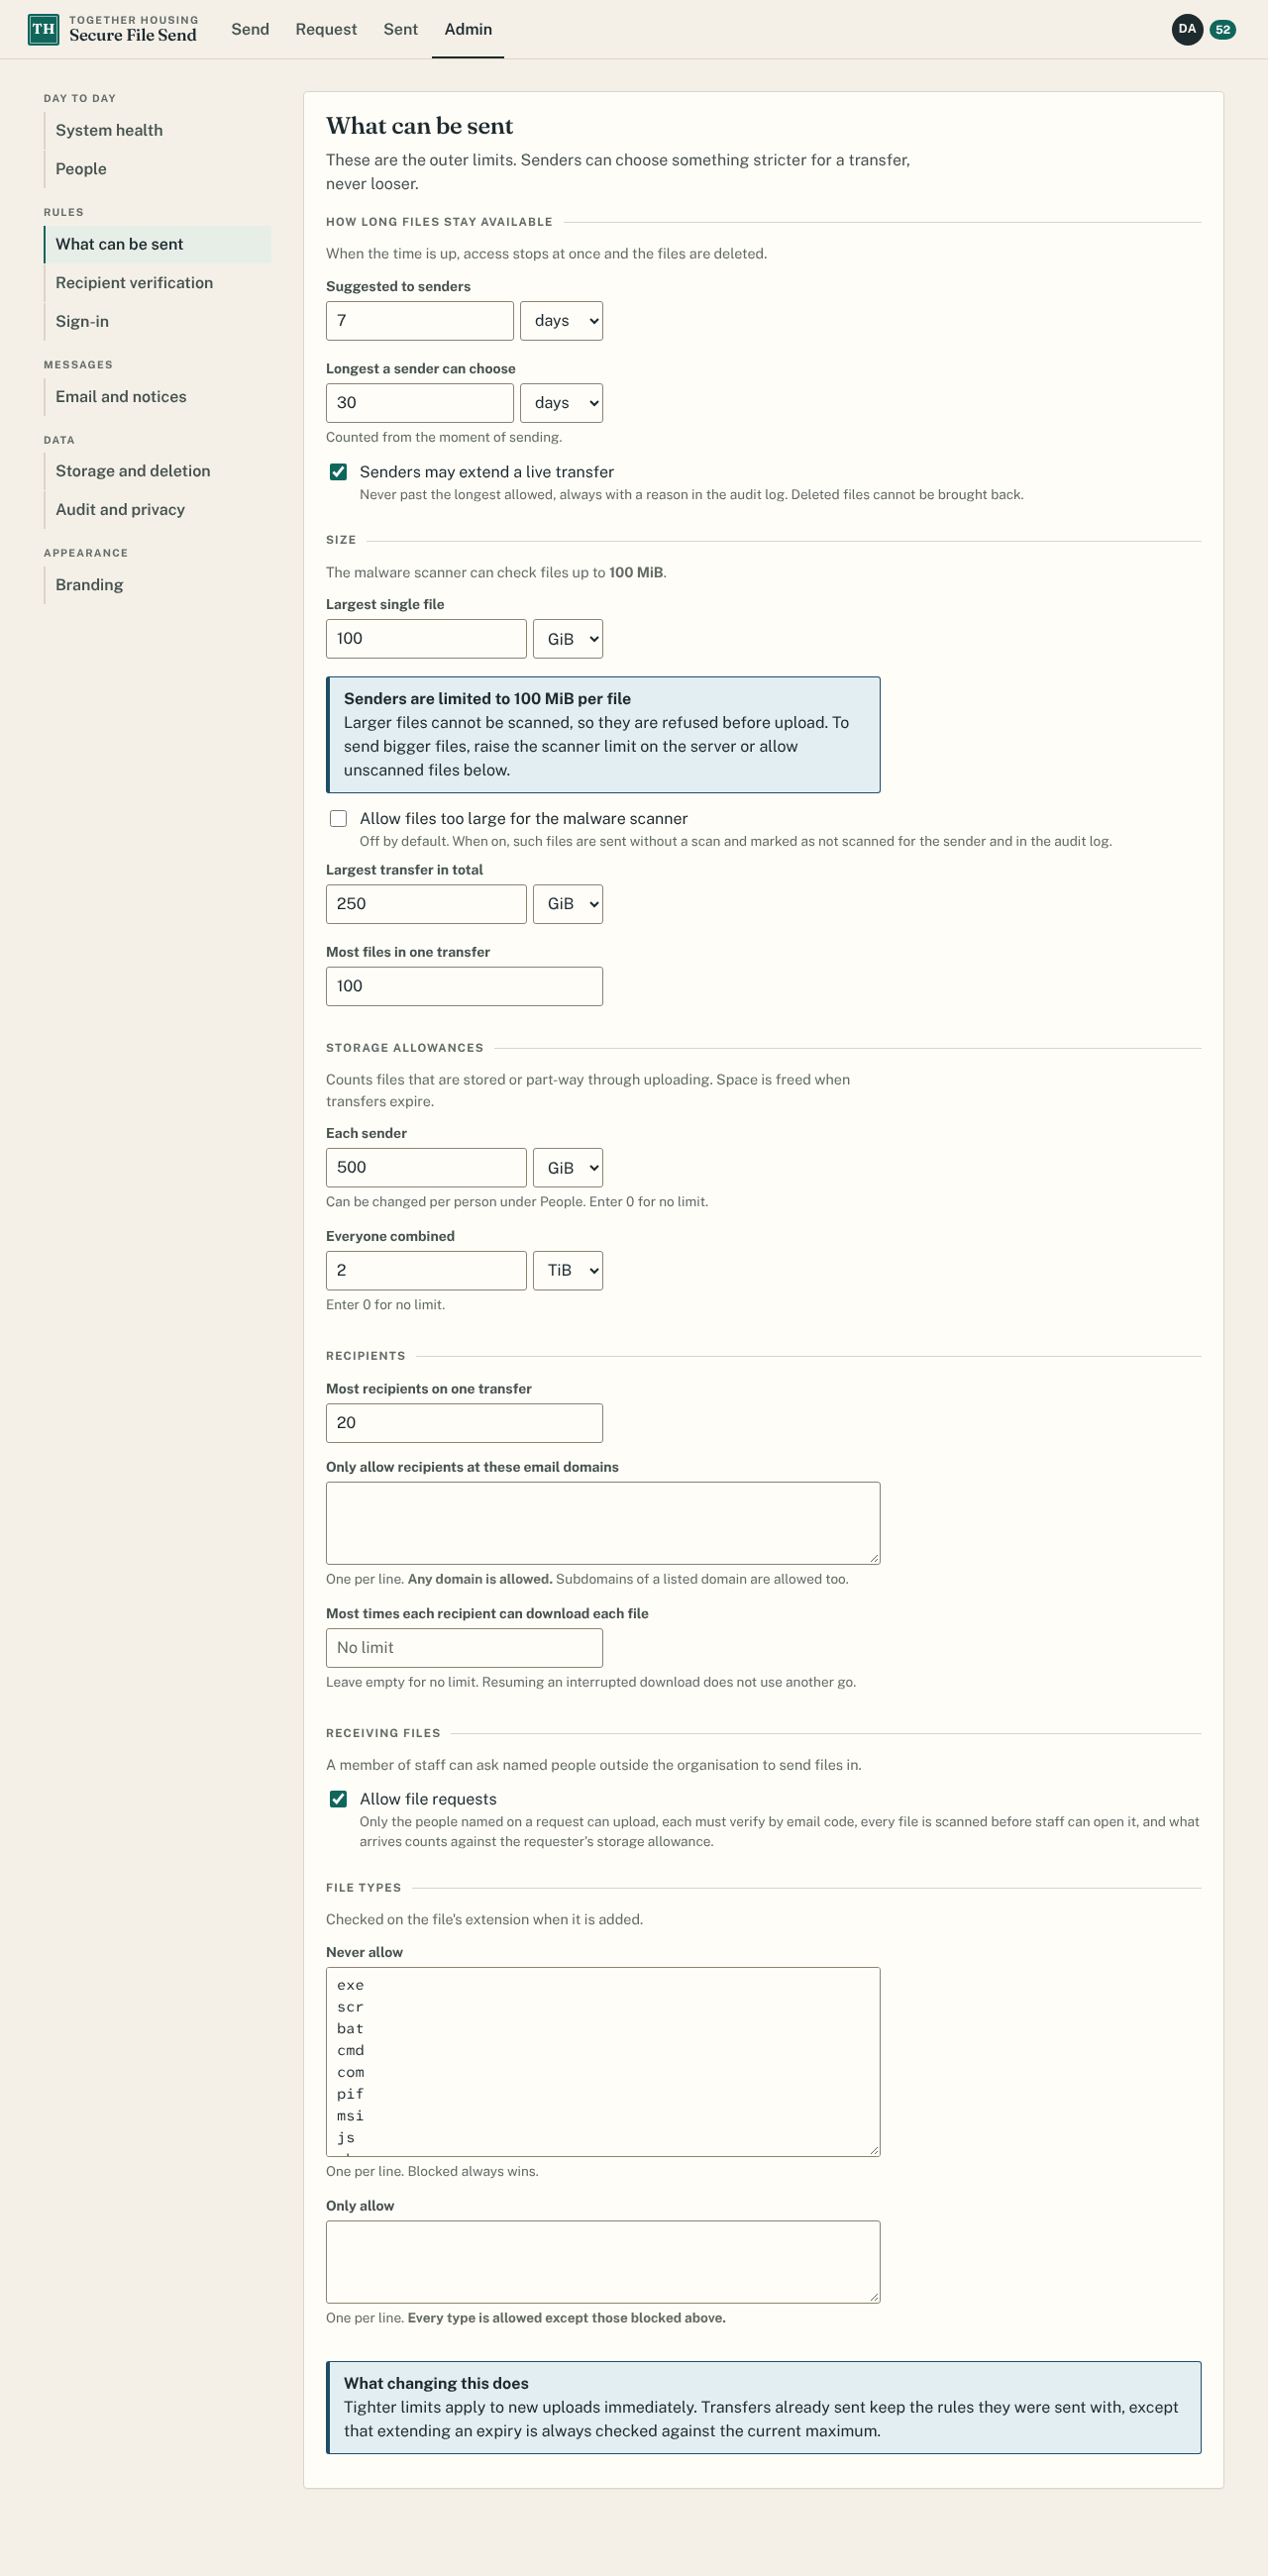 TH
TOGETHER HOUSING
Secure File Send
Send
Request
Sent
Admin
DA
52
DAY TO DAY
System health
People
RULES
What can be sent
Recipient verification
Sign-in
MESSAGES
Email and notices
DATA
Storage and deletion
Audit and privacy
APPEARANCE
Branding
What can be sent
These are the outer limits. Senders can choose something stricter for a transfer,
never looser.
HOW LONG FILES STAY AVAILABLE
When the time is up, access stops at once and the files are deleted.
Suggested to senders
7
days
Longest a sender can choose
30
days
Counted from the moment of sending.
Senders may extend a live transfer
Never past the longest allowed, always with a reason in the audit log. Deleted files cannot be brought back.
SIZE
The malware scanner can check files up to 100 MiB.
Largest single file
100
GiB
Senders are limited to 100 MiB per file
Larger files cannot be scanned, so they are refused before upload. To
send bigger files, raise the scanner limit on the server or allow
unscanned files below.
Allow files too large for the malware scanner
Off by default. When on, such files are sent without a scan and marked as not scanned for the sender and in the audit log.
Largest transfer in total
250
GiB
Most files in one transfer
100
STORAGE ALLOWANCES
Counts files that are stored or part-way through uploading. Space is freed when
transfers expire.
Each sender
500
GiB
Can be changed per person under People. Enter 0 for no limit.
Everyone combined
2
TiB
Enter 0 for no limit.
RECIPIENTS
Most recipients on one transfer
20
Only allow recipients at these email domains
One per line. Any domain is allowed. Subdomains of a listed domain are allowed too.
Most times each recipient can download each file
No limit
Leave empty for no limit. Resuming an interrupted download does not use another go.
RECEIVING FILES
A member of staff can ask named people outside the organisation to send files in.
Allow file requests
Only the people named on a request can upload, each must verify by email code, every file is scanned before staff can open it, and what
arrives counts against the requester's storage allowance.
FILE TYPES
Checked on the file's extension when it is added.
Never allow
exe
scr
bat
cmd
com
pif
msi
js
One per line. Blocked always wins.
Only allow
One per line. Every type is allowed except those blocked above.
What changing this does
Tighter limits apply to new uploads immediately. Transfers already sent keep the rules they were sent with, except
that extending an expiry is always checked against the current maximum.